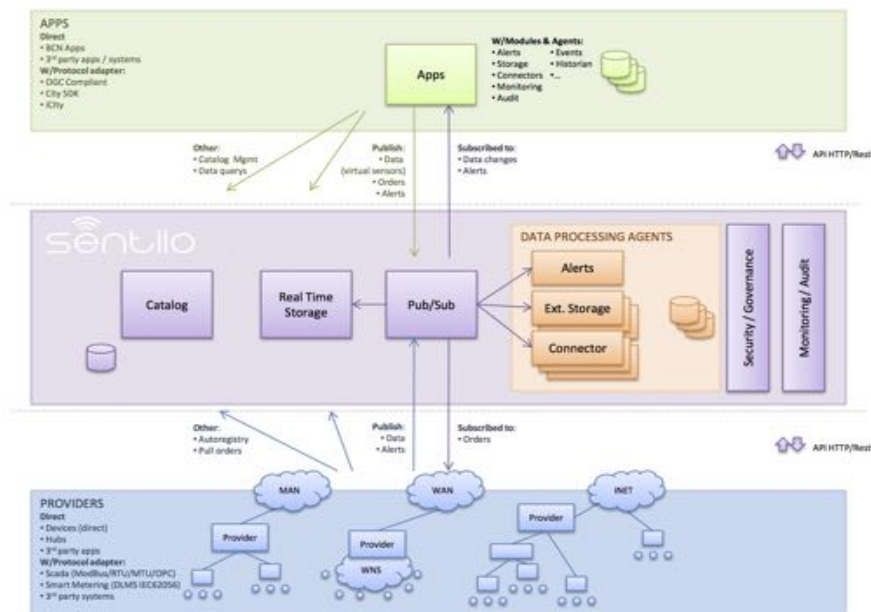 APPS
Direct
• BCN Apps
• 3rd party apps / systems
W/Protocol adapter:
• OGC Compliant
• City SDK
• iCity
Apps
W/Modules & Agents:
• Alerts
• Storage
• Connectors
• Monitoring
• Audit
• Events
• Historian
•...
Other:
• Catalog Mgmt
• Data querys
Publish:
• Data
(virtual sensors)
• Orders
• Alerts
Subscribed to:
• Data changes
• Alerts
API HTTP/Rest
sentilo
Catalog
Real Time
Storage
Pub/Sub
DATA PROCESSING AGENTS
Alerts
Ext. Storage
Connector
Security / Governance
Monitoring / Audit
Other:
• Autoregistry
• Pull orders
Publish:
• Data
• Alerts
Subscribed to:
• Orders
API HTTP/Rest
PROVIDERS
Direct
• Devices (direct)
• Hubs
• 3rd party apps
W/Protocol adapter:
• Scada (ModBus/RTU/MTU/OPC)
• Smart Metering (DLMS IEC62056)
• 3rd party systems
MAN
WAN
INET
Provider
Provider
WNS
Provider